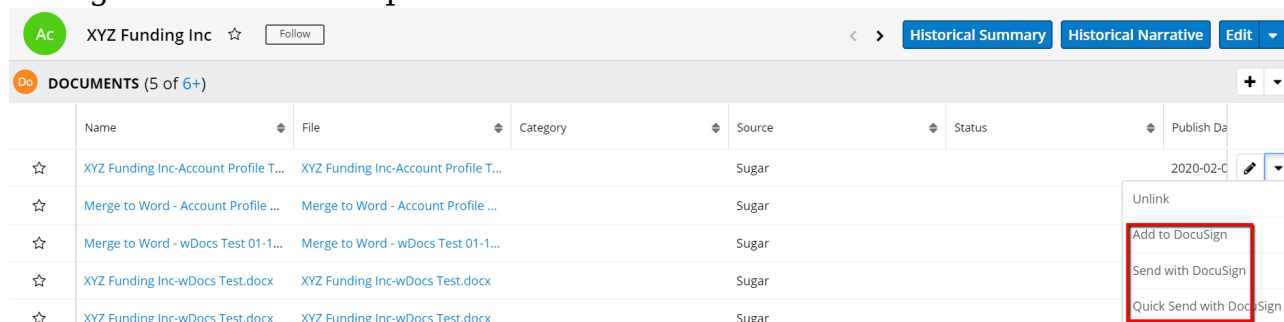 Ac XYZ Funding Inc Follow Historical Summary Historical Narrative Edit
Do DOCUMENTS (5 of 6+)
Name File Category Source Status Publish Da
XYZ Funding Inc-Account Profile T... XYZ Funding Inc-Account Profile T... Sugar 2020-02-0
Unlink
Merge to Word - Account Profile ... Merge to Word - Account Profile ... Sugar
Add to DocuSign
Merge to Word - wDocs Test 01-1... Merge to Word - wDocs Test 01-1... Sugar
Send with DocuSign
XYZ Funding Inc-wDocs Test.docx XYZ Funding Inc-wDocs Test.docx Sugar
Quick Send with DocuSign
XYZ Funding Inc-wDocs Test.docx XYZ Funding Inc-wDocs Test.docx Sugar